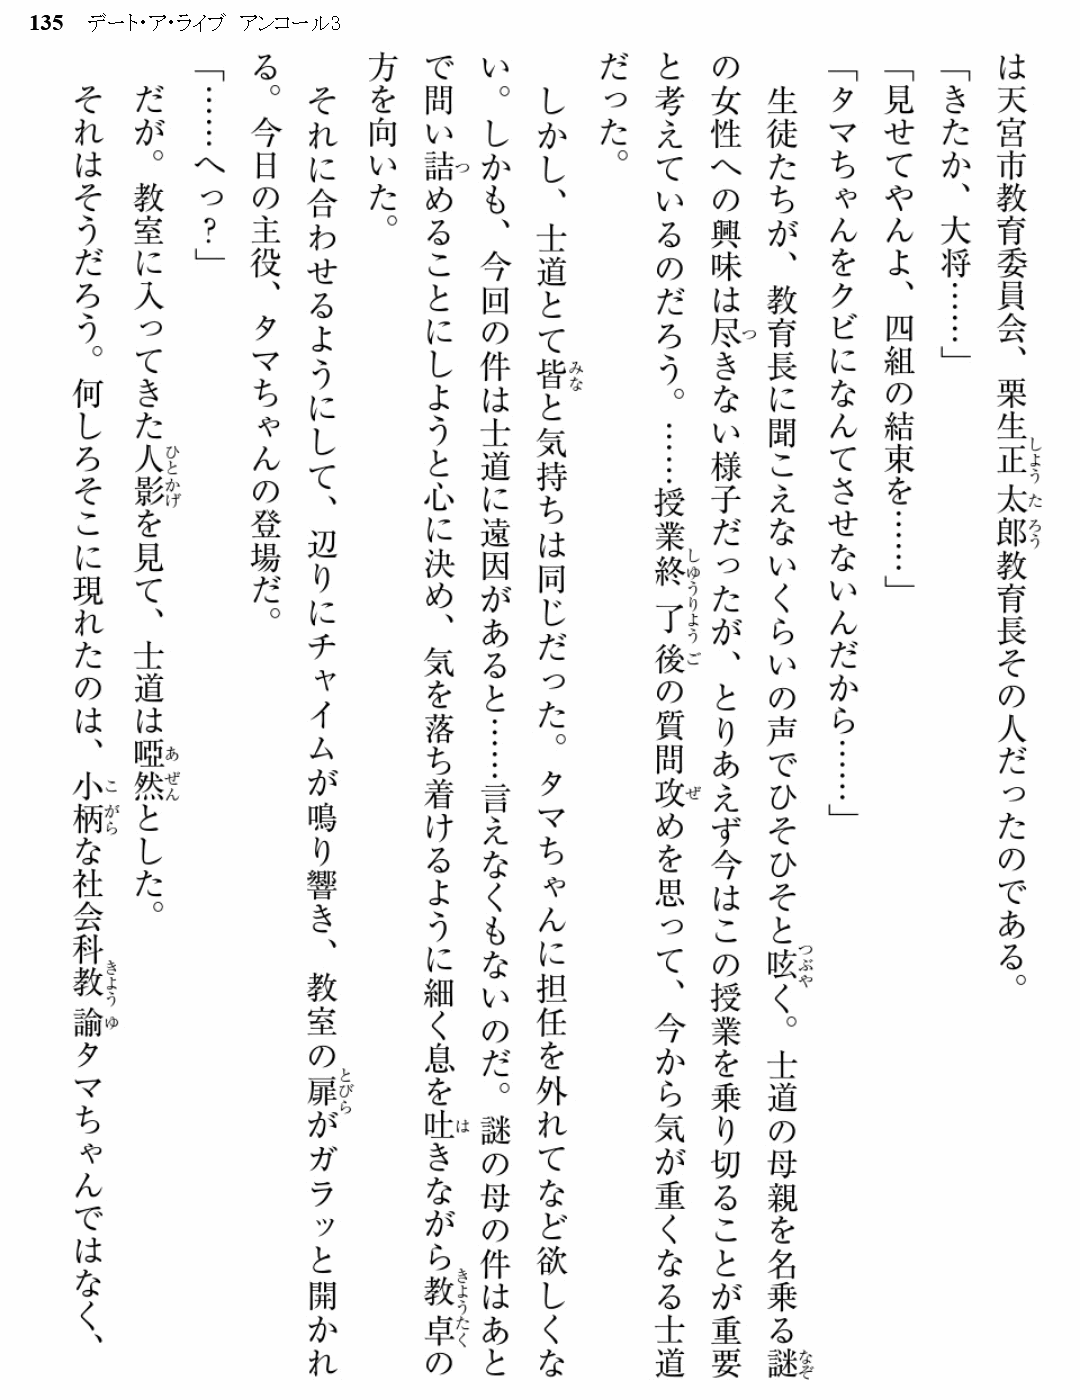 135 デート・ア・ライブ アンコール3
は天宮市教育委員会、栗生正太郎教育長その人だったのである。
「きたか、大将……」
「見せてやんよ、四組の結束を……」
「タマちゃんをクビになんてさせないんだから……」
生徒たちが、教育長に聞こえないくらいの声でひそひそと呟く。士道の母親を名乗る謎
の女性への興味は尽きない様子だったが、とりあえず今はこの授業を乗り切ることが重要
と考えているのだろう。……授業終了後の質問攻めを思って、今から気が重くなる士道
だった。
しかし、士道とて皆と気持ちは同じだった。タマちゃんに担任を外れてなど欲しくな
い。しかも、今回の件は士道に遠因があると……言えなくもないのだ。謎の母の件はあと
で問い詰めることにしようと心に決め、気を落ち着けるように細く息を吐きながら教卓の
方を向いた。
それに合わせるようにして、辺りにチャイムが鳴り響き、教室の扉がガラッと開かれ
る。今日の主役、タマちゃんの登場だ。
「……へっ？」
だが。教室に入ってきた人影を見て、士道は啞然とした。
それはそうだろう。何しろそこに現れたのは、小柄な社会科教諭タマちゃんではなく、